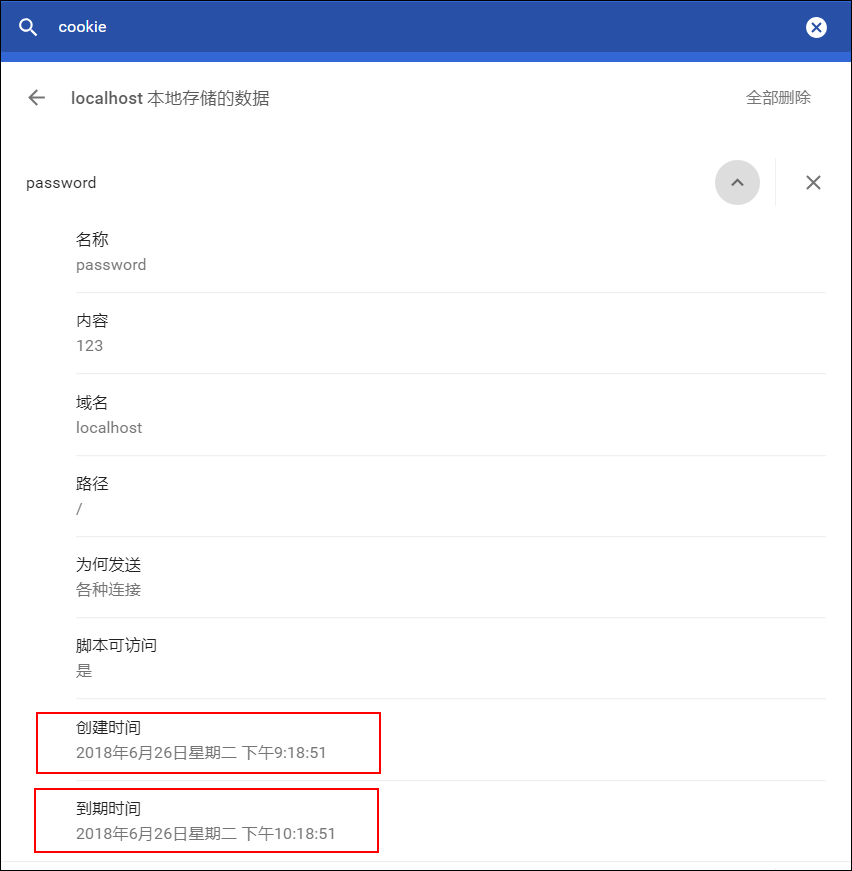 cookie
localhost 本地存储的数据
全部删除
password
名称
password
内容
123
域名
localhost
路径
/
为何发送
各种连接
脚本可访问
是
创建时间
2018年6月26日星期二 下午9:18:51
到期时间
2018年6月26日星期二 下午10:18:51